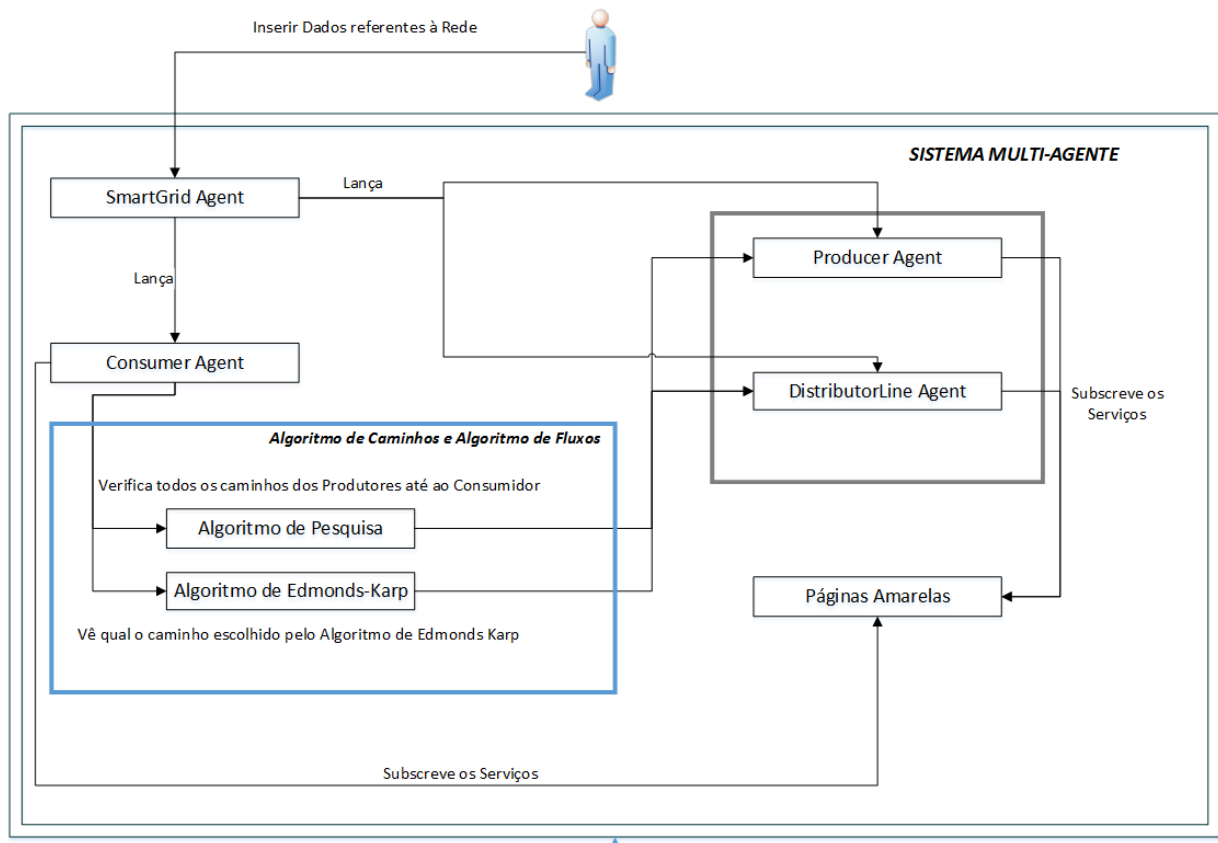 Inserir Dados referentes à Rede
SISTEMA MULTI-AGENTE
SmartGrid Agent
Lança
Producer Agent
Lança
Consumer Agent
DistributorLine Agent
Subscreve os
Serviços
Algoritmo de Caminhos e Algoritmo de Fluxos
Verifica todos os caminhos dos Produtores até ao Consumidor
Algoritmo de Pesquisa
Algoritmo de Edmonds-Karp
Páginas Amarelas
Vê qual o caminho escolhido pelo Algoritmo de Edmonds Karp
Subscreve os Serviços